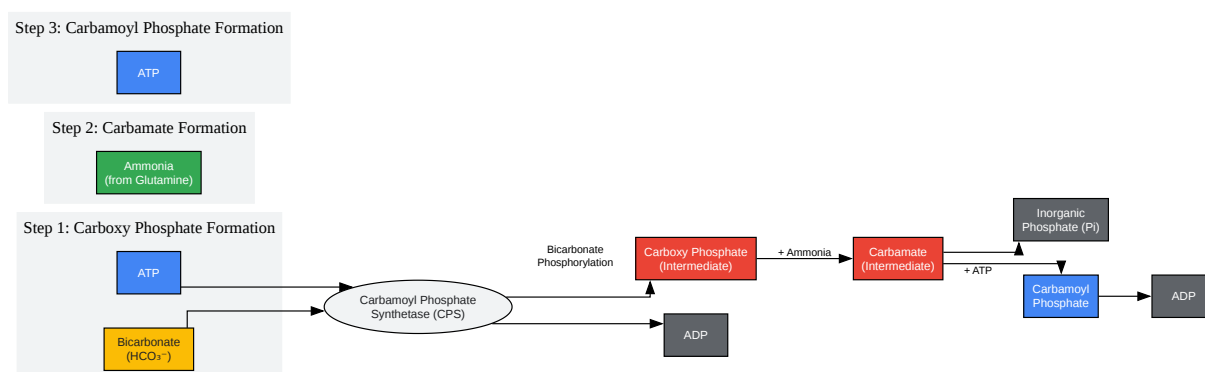 Step 3: Carbamoyl Phosphate Formation
ATP
Step 2: Carbamate Formation
Ammonia
(from Glutamine)
Step 1: Carboxy Phosphate Formation
ATP
Bicarbonate
(HCO₃⁻)
Carbamoyl Phosphate
Synthetase (CPS)
Bicarbonate
Phosphorylation
Carboxy Phosphate
(Intermediate)
ADP
+ Ammonia
Carbamate
(Intermediate)
Inorganic
Phosphate (Pi)
+ ATP
Carbamoyl
Phosphate
ADP